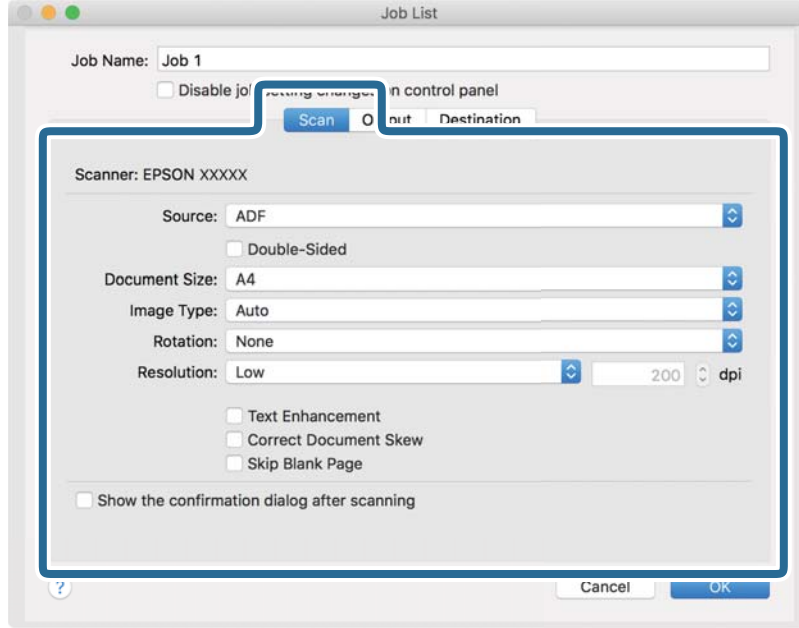 Job List
Job Name: Job 1
Disable job setting changes on control panel
Scan Output Destination
Scanner: EPSON XXXXX
Source: ADF
Double-Sided
Document Size: A4
Image Type: Auto
Rotation: None
Resolution: Low 200 dpi
Text Enhancement
Correct Document Skew
Skip Blank Page
Show the confirmation dialog after scanning
? Cancel OK